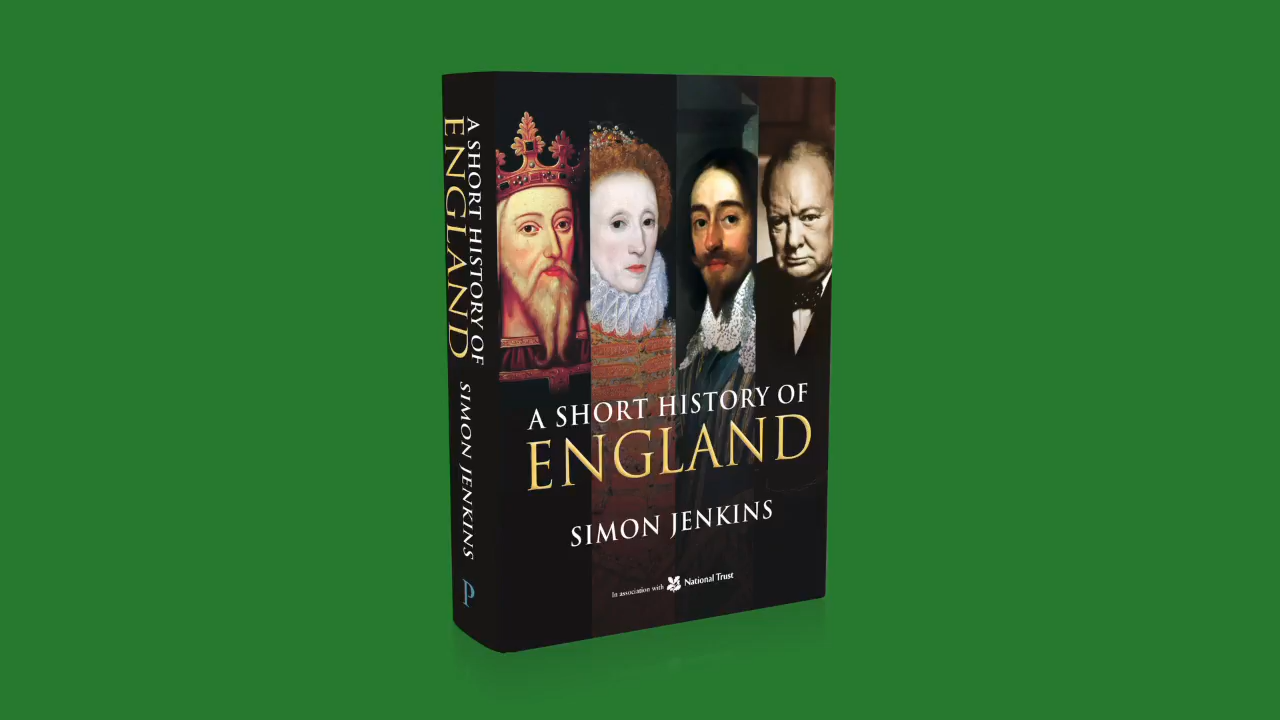 A SHORT HISTORY OF
ENGLAND
SIMON JENKINS
P
A SHORT HISTORY OF
ENGLAND
SIMON JENKINS
In association with National Trust